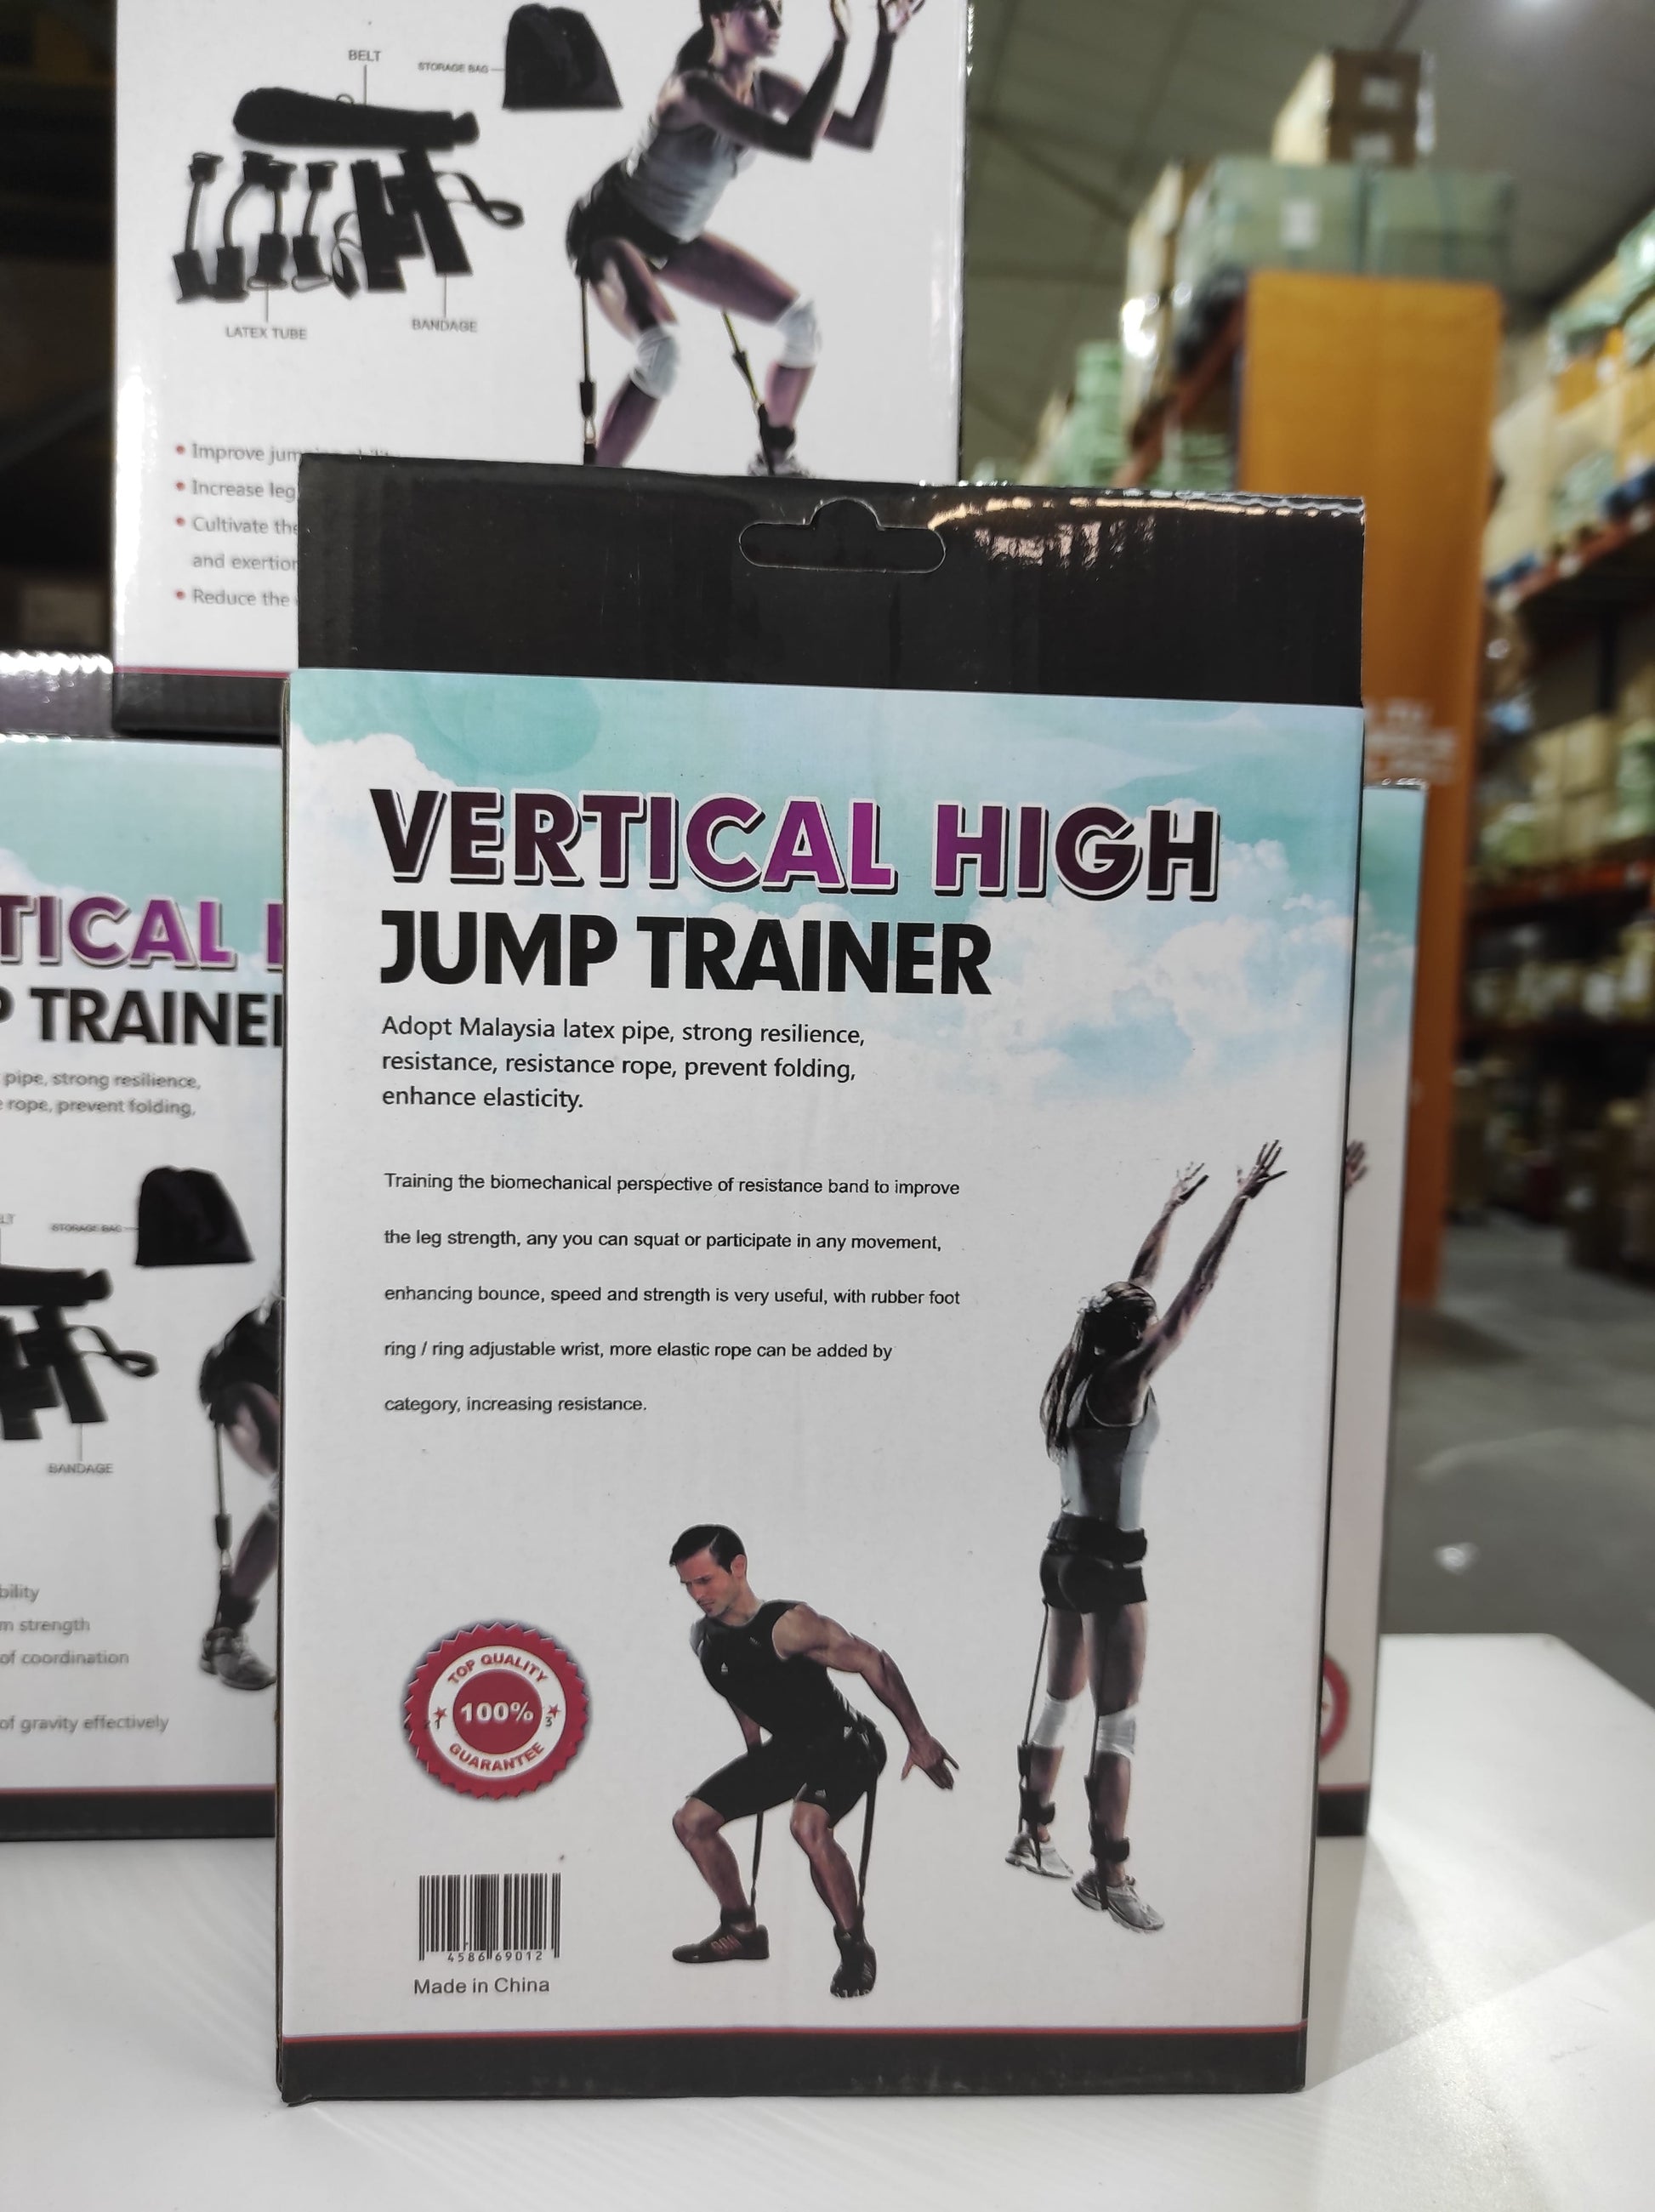 BELT
STORAGE BAG
LATEX TUBE
BANDAGE
Improve
Increase leg
Cultivate the
and
Reduce the
VERTICAL HIGH
JUMP TRAINER
Adopt Malaysia latex pipe, strong resilience,
resistance, resistance rope, prevent folding,
enhance elasticity.
Training the biomechanical perspective of resistance band to improve
the leg strength, any you can squat or participate in any movement,
enhancing bounce, speed and strength is very useful, with rubber foot
ring / ring adjustable wrist, more elastic rope can be added by
category, increasing resistance.
TOP QUALITY
100%
GUARANTEE
458669012
Made in China
TICAL
TRAINE
pipe, strong resilience,
rope, prevent folding,
STORAGE BAG
BANDAGE
bility
m strength
of coordination
of gravity effectively